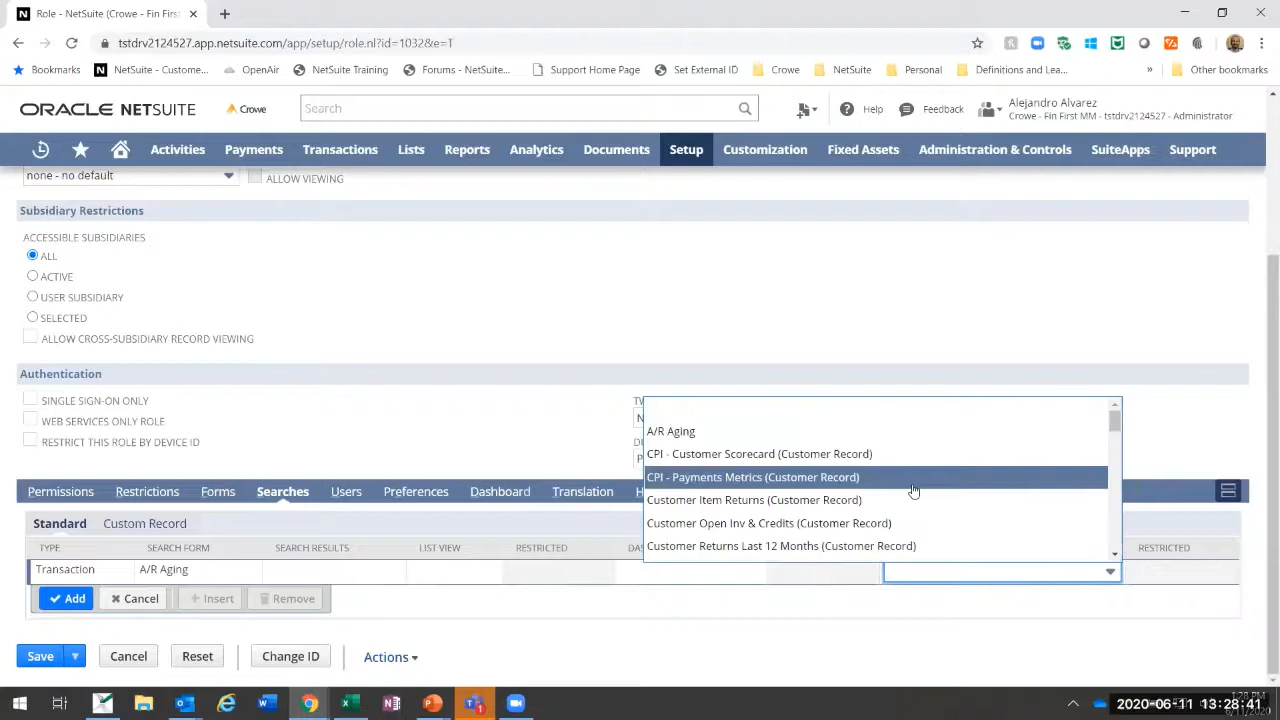 Role - NetSuite (Crowe - Fin First
tstdrv2124527.app.netsuite.com/app/setup/role.nl?id=1032&e=T
Bookmarks NetSuite - Custome... OpenAir NetSuite Training Forums - NetSuite... Support Home Page Set External ID Crowe NetSuite Personal Definitions and Lea... » Other bookmarks
ORACLE NETSUITE Crowe Search Help Feedback Alejandro Alvarez
Crowe - Fin First MM - tstdrv2124527 - Administrator
Activities Payments Transactions Lists Reports Analytics Documents Setup Customization Fixed Assets Administration & Controls SuiteApps Support
none - no default ALLOW VIEWING
Subsidiary Restrictions
ACCESSIBLE SUBSIDIARIES
ALL
ACTIVE
USER SUBSIDIARY
SELECTED
ALLOW CROSS-SUBSIDIARY RECORD VIEWING
Authentication
SINGLE SIGN-ON ONLY
WEB SERVICES ONLY ROLE
RESTRICT THIS ROLE BY DEVICE ID
A/R Aging
CPI - Customer Scorecard (Customer Record)
CPI - Payments Metrics (Customer Record)
Customer Item Returns (Customer Record)
Customer Open Inv & Credits (Customer Record)
Customer Returns Last 12 Months (Customer Record)
Permissions Restrictions Forms Searches Users Preferences Dashboard Translation H
Standard Custom Record
TYPE SEARCH FORM SEARCH RESULTS LIST VIEW RESTRICTED DAS RESTRICTED
Transaction A/R Aging
Add Cancel Insert Remove
Save Cancel Reset Change ID Actions
2020-06-11 13:28:41